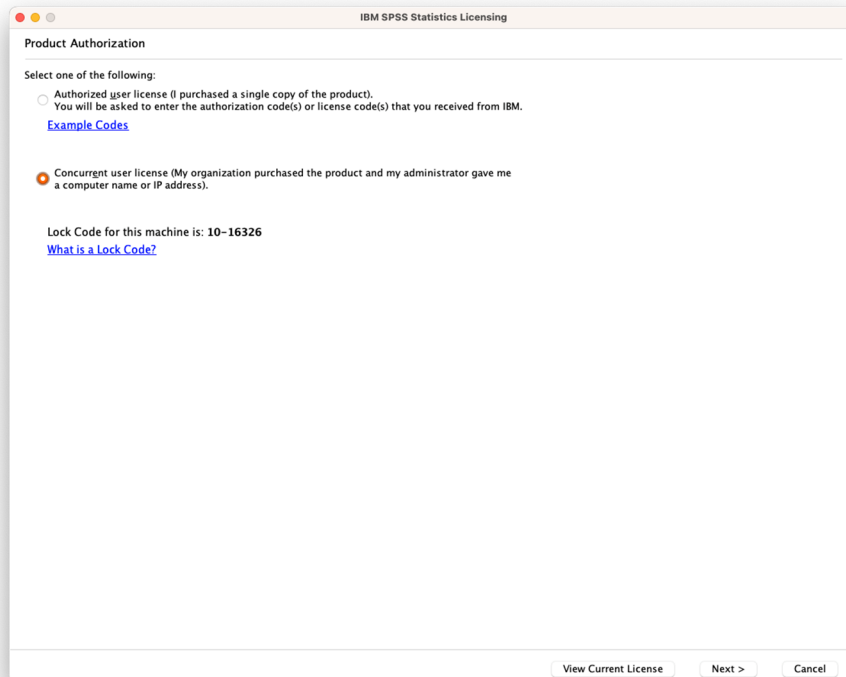 IBM SPSS Statistics Licensing
Product Authorization
Select one of the following:
Authorized user license (I purchased a single copy of the product).
You will be asked to enter the authorization code(s) or license code(s) that you received from IBM.
Example Codes
Concurrent user license (My organization purchased the product and my administrator gave me
a computer name or IP address).
Lock Code for this machine is: 10-16326
What is a Lock Code?
View Current License
Next >
Cancel